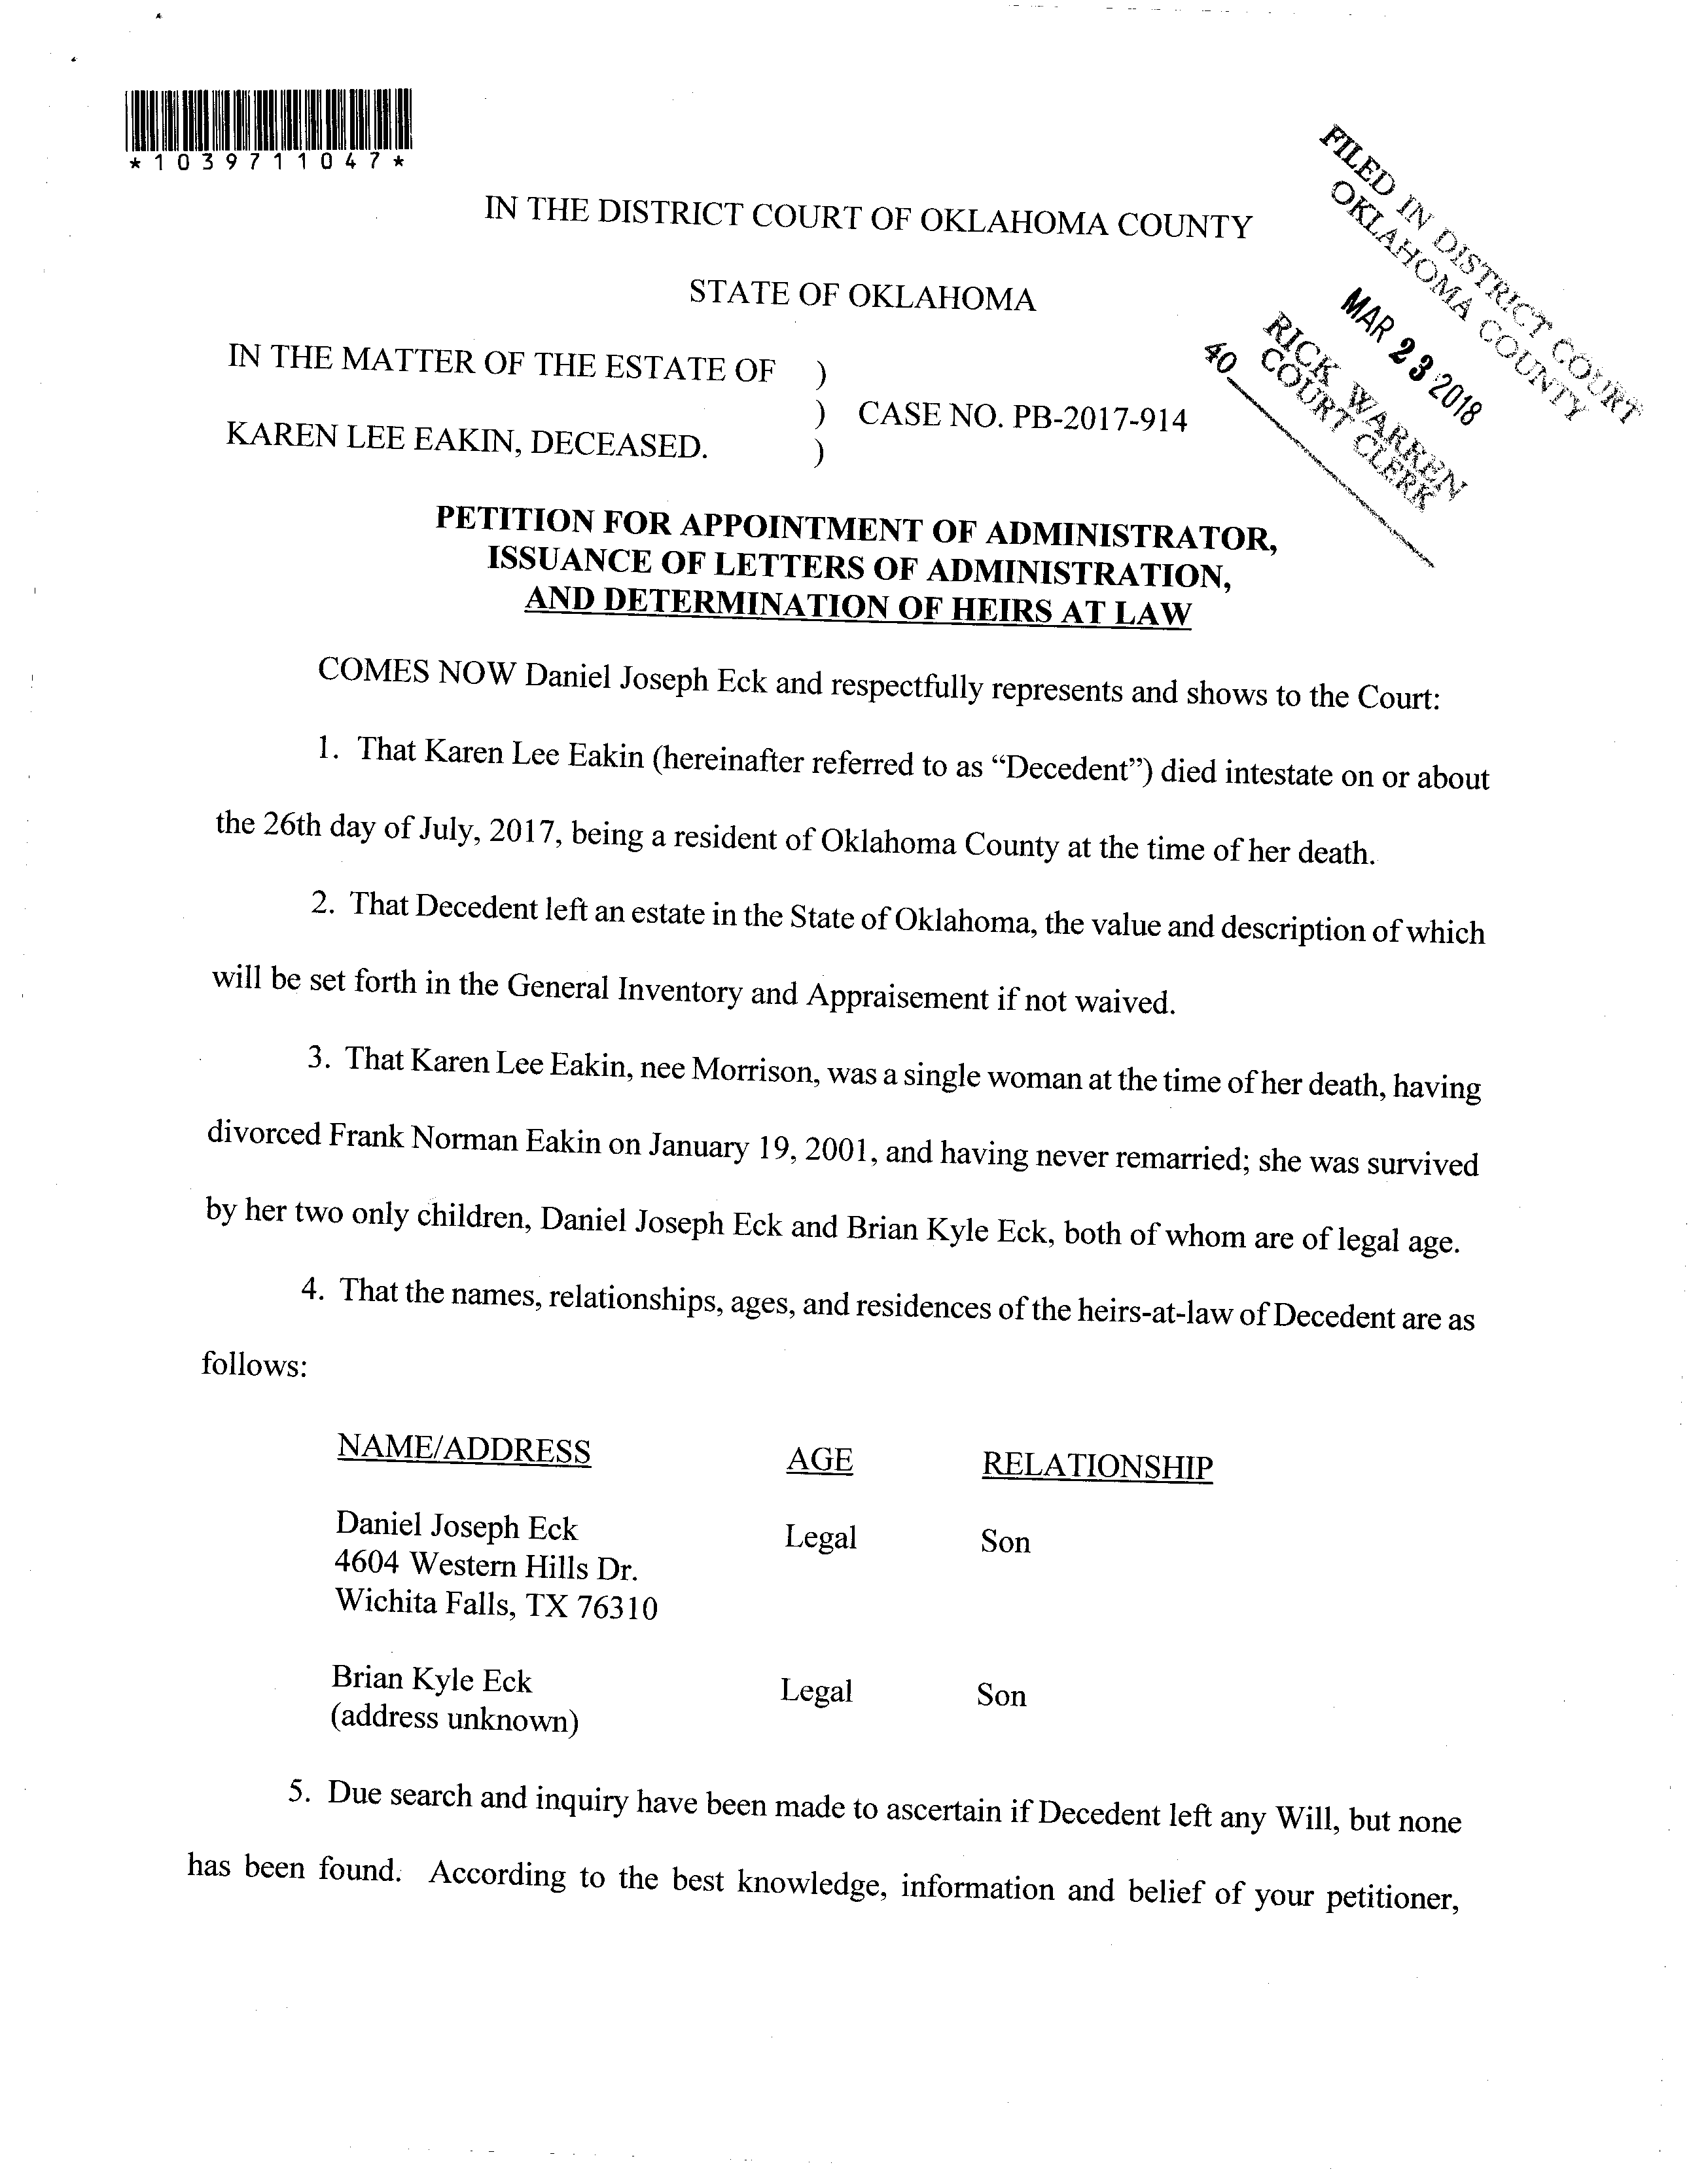 *1039711047*
FILED IN DISTRICT COURT
OKLAHOMA COUNTY
MAR 23 2018
RICK WARREN
COURT CLERK
40
IN THE DISTRICT COURT OF OKLAHOMA COUNTY
STATE OF OKLAHOMA
IN THE MATTER OF THE ESTATE OF )
) CASE NO. PB-2017-914
KAREN LEE EAKIN, DECEASED. )
PETITION FOR APPOINTMENT OF ADMINISTRATOR,
ISSUANCE OF LETTERS OF ADMINISTRATION,
AND DETERMINATION OF HEIRS AT LAW
COMES NOW Daniel Joseph Eck and respectfully represents and shows to the Court:
1. That Karen Lee Eakin (hereinafter referred to as “Decedent”) died intestate on or about
the 26th day of July, 2017, being a resident of Oklahoma County at the time of her death.
2. That Decedent left an estate in the State of Oklahoma, the value and description of which
will be set forth in the General Inventory and Appraisement if not waived.
3. That Karen Lee Eakin, nee Morrison, was a single woman at the time of her death, having
divorced Frank Norman Eakin on January 19, 2001, and having never remarried; she was survived
by her two only children, Daniel Joseph Eck and Brian Kyle Eck, both of whom are of legal age.
4. That the names, relationships, ages, and residences of the heirs-at-law of Decedent are as
follows:
NAME/ADDRESS AGE RELATIONSHIP
Daniel Joseph Eck Legal Son
4604 Western Hills Dr.
Wichita Falls, TX 76310
Brian Kyle Eck Legal Son
(address unknown)
5. Due search and inquiry have been made to ascertain if Decedent left any Will, but none
has been found. According to the best knowledge, information and belief of your petitioner,